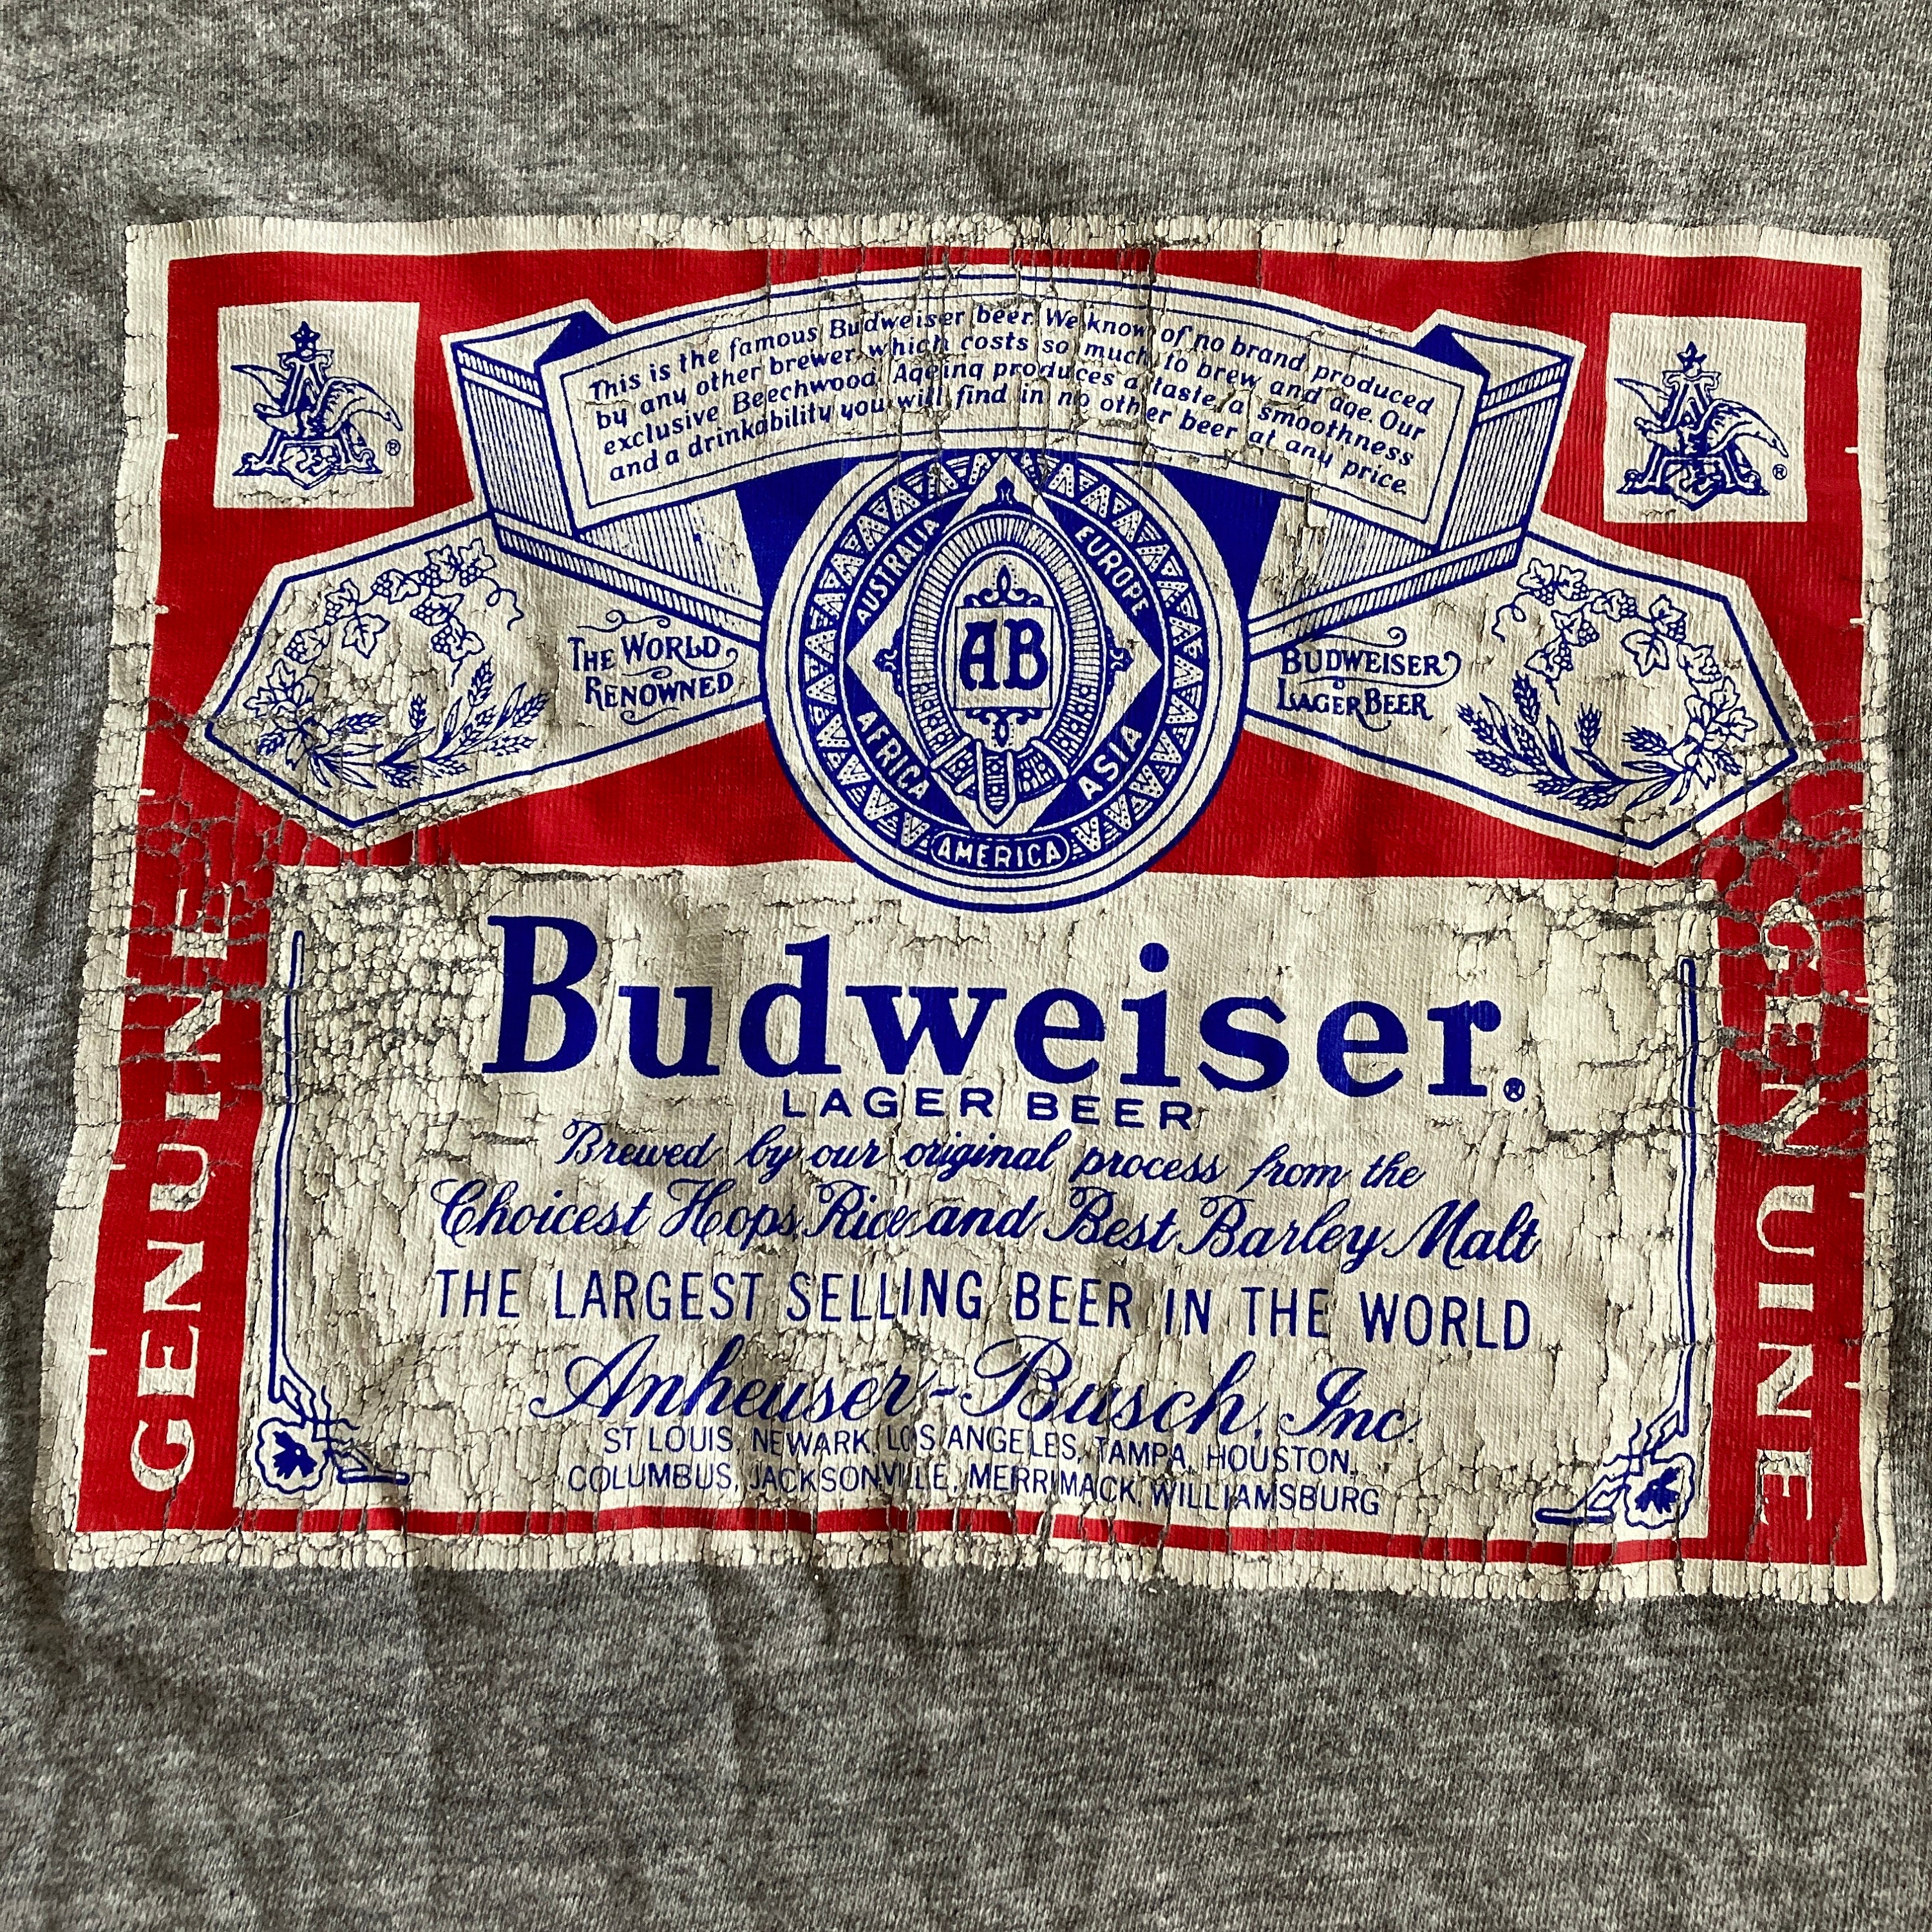 This is the famous Budweiser beer. We know of no brand produced
by any other brewer which costs so much to brew and age. Our
exclusive Beechwood Ageing produces a taste, a smoothness
and a drinkability you will find in no other beer at any price.
A
®
A
®
THE WORLD
RENOWNED
AUSTRALIA
EUROPE
AB
AFRICA
ASIA
AMERICA
BUDWEISER
LAGER BEER
GENUINE
GENUINE
Budweiser®
LAGER BEER
Brewed by our original process from the
Choicest Hops, Rice and Best Barley Malt
THE LARGEST SELLING BEER IN THE WORLD
Anheuser-Busch, Inc.
ST LOUIS, NEWARK, LOS ANGELES, TAMPA, HOUSTON,
COLUMBUS, JACKSONVILLE, MERRIMACK, WILLIAMSBURG